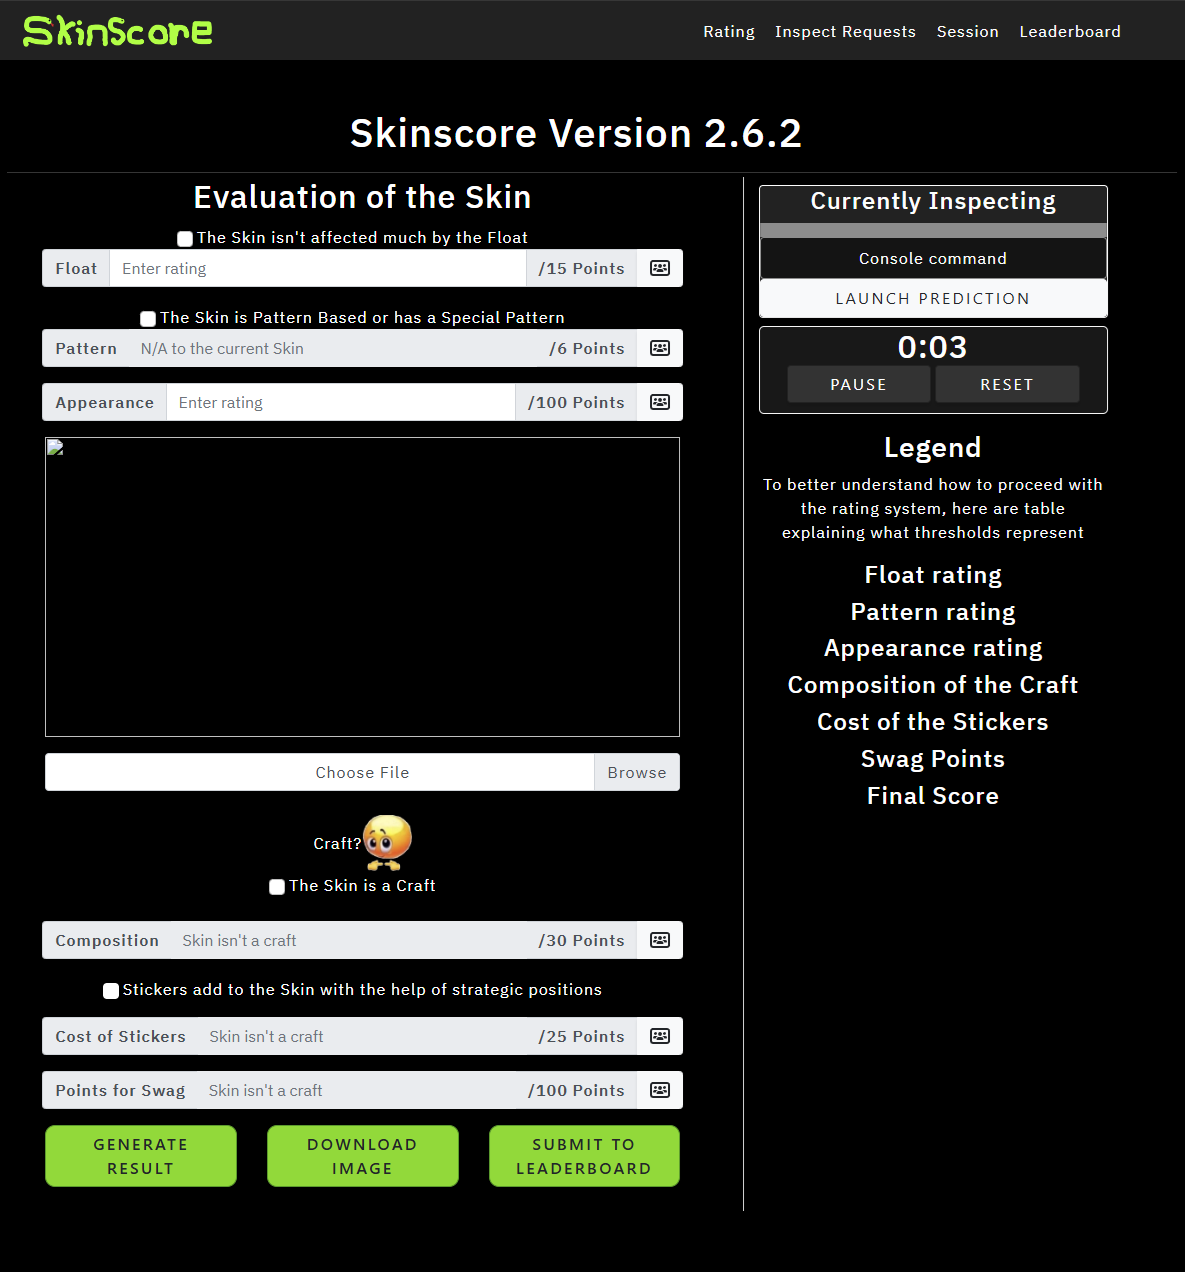 SkinScore
Rating
Inspect Requests
Session
Leaderboard
Skinscore Version 2.6.2
Evaluation of the Skin
The Skin isn't affected much by the Float
Float
Enter rating
/15 Points
The Skin is Pattern Based or has a Special Pattern
Pattern
N/A to the current Skin
/6 Points
Appearance
Enter rating
/100 Points
Choose File
Browse
Craft?
The Skin is a Craft
Composition
Skin isn't a craft
/30 Points
Stickers add to the Skin with the help of strategic positions
Cost of Stickers
Skin isn't a craft
/25 Points
Points for Swag
Skin isn't a craft
/100 Points
GENERATE
RESULT
DOWNLOAD
IMAGE
SUBMIT TO
LEADERBOARD
Currently Inspecting
Console command
LAUNCH PREDICTION
0:03
PAUSE
RESET
Legend
To better understand how to proceed with
the rating system, here are table
explaining what thresholds represent
Float rating
Pattern rating
Appearance rating
Composition of the Craft
Cost of the Stickers
Swag Points
Final Score